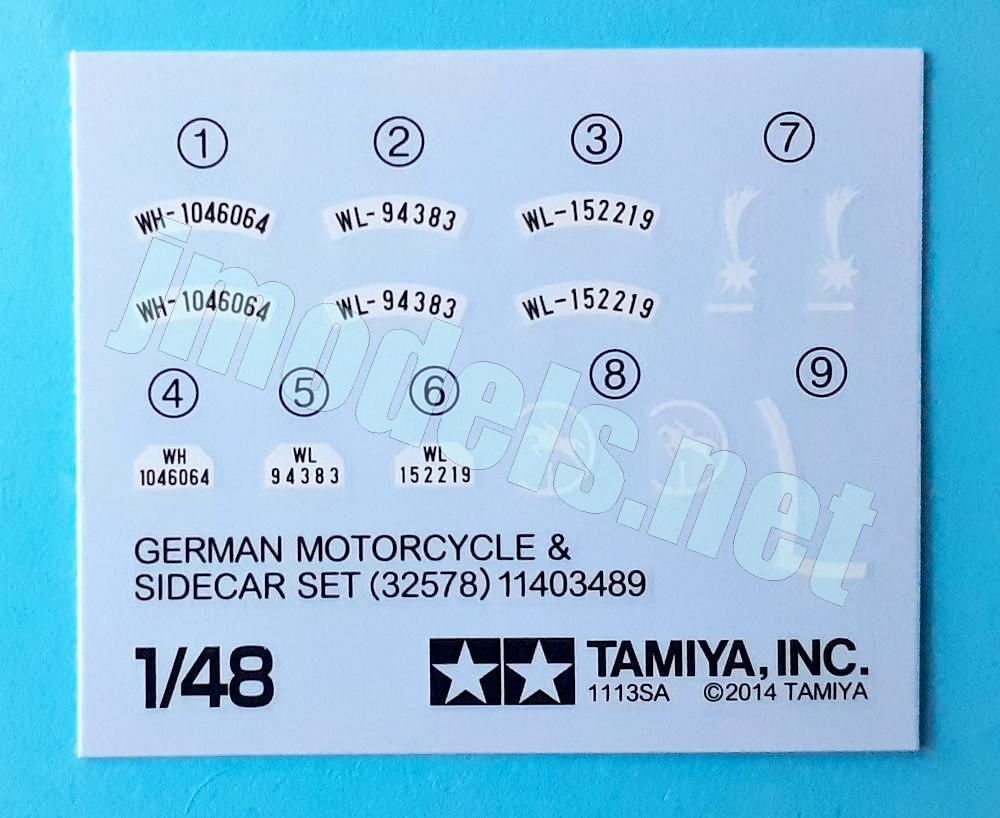 1 2 3 7
WH-1046064 WL-94383 WL-152219
WH-1046064 WL-94383 WL-152219
4 5 6 8 9
WH WL WL
1046064 94383 152219
GERMAN MOTORCYCLE &
SIDECAR SET (32578) 11403489
1/48 TAMIYA, INC.
1113SA ©2014 TAMIYA
jmodels.net